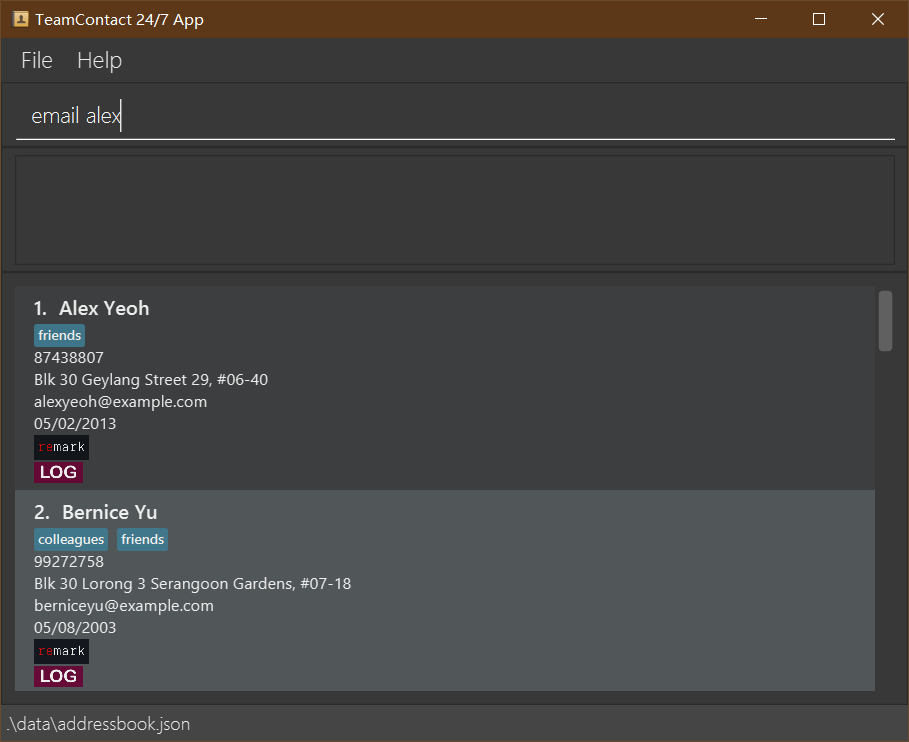 TeamContact 24/7 App
File Help
email alex
1. Alex Yeoh
friends
87438807
Blk 30 Geylang Street 29, #06-40
alexyeoh@example.com
05/02/2013
remark
LOG
2. Bernice Yu
colleagues friends
99272758
Blk 30 Lorong 3 Serangoon Gardens, #07-18
berniceyu@example.com
05/08/2003
remark
LOG
.\data\addressbook.json